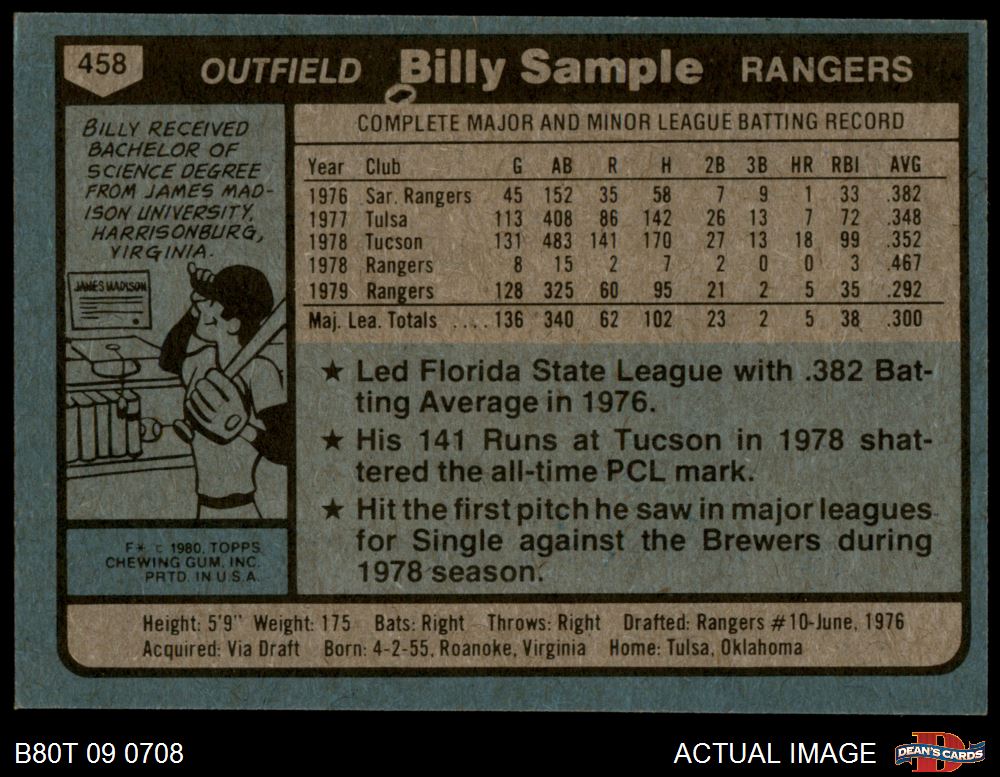 458 OUTFIELD Billy Sample RANGERS
BILLY RECEIVED
BACHELOR OF
SCIENCE DEGREE
FROM JAMES MAD-
ISON UNIVERSITY,
HARRISONBURG,
VIRGINIA.
JAMES MADISON
F* © 1980, TOPPS
CHEWING GUM, INC.
PRTD. IN U.S.A.
COMPLETE MAJOR AND MINOR LEAGUE BATTING RECORD
Year Club G AB R H 2B 3B HR RBI AVG
1976 Sar. Rangers 45 152 35 58 7 9 1 33 .382
1977 Tulsa 113 408 86 142 26 13 7 72 .348
1978 Tucson 131 483 141 170 27 13 18 99 .352
1978 Rangers 8 15 2 7 2 0 0 3 .467
1979 Rangers 128 325 60 95 21 2 5 35 .292
Maj. Lea. Totals ....136 340 62 102 23 2 5 38 .300
★ Led Florida State League with .382 Bat-
ting Average in 1976.
★ His 141 Runs at Tucson in 1978 shat-
tered the all-time PCL mark.
★ Hit the first pitch he saw in major leagues
for Single against the Brewers during
1978 season.
Height: 5'9" Weight: 175 Bats: Right Throws: Right Drafted: Rangers #10-June, 1976
Acquired: Via Draft Born: 4-2-55, Roanoke, Virginia Home: Tulsa, Oklahoma
B80T 09 0708 ACTUAL IMAGE DEAN'S CARDS